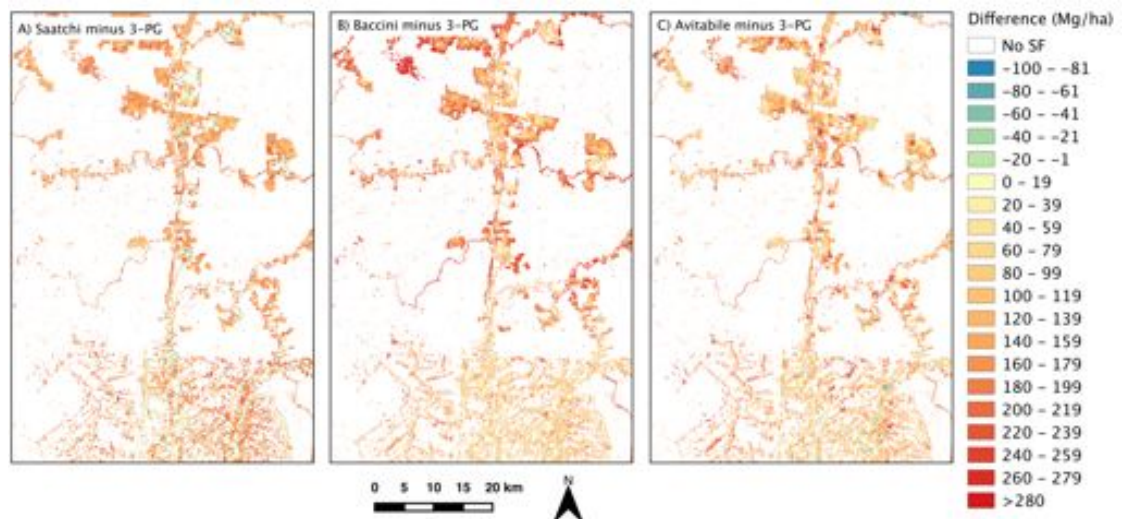 A) Saatchi minus 3-PG
B) Baccini minus 3-PG
C) Avitabile minus 3-PG
Difference (Mg/ha)
No SF
-100 - -81
-80 - -61
-60 - -41
-40 - -21
-20 - -1
0 - 19
20 - 39
40 - 59
60 - 79
80 - 99
100 - 119
120 - 139
140 - 159
160 - 179
180 - 199
200 - 219
220 - 239
240 - 259
260 - 279
>280
0 5 10 15 20 km
N